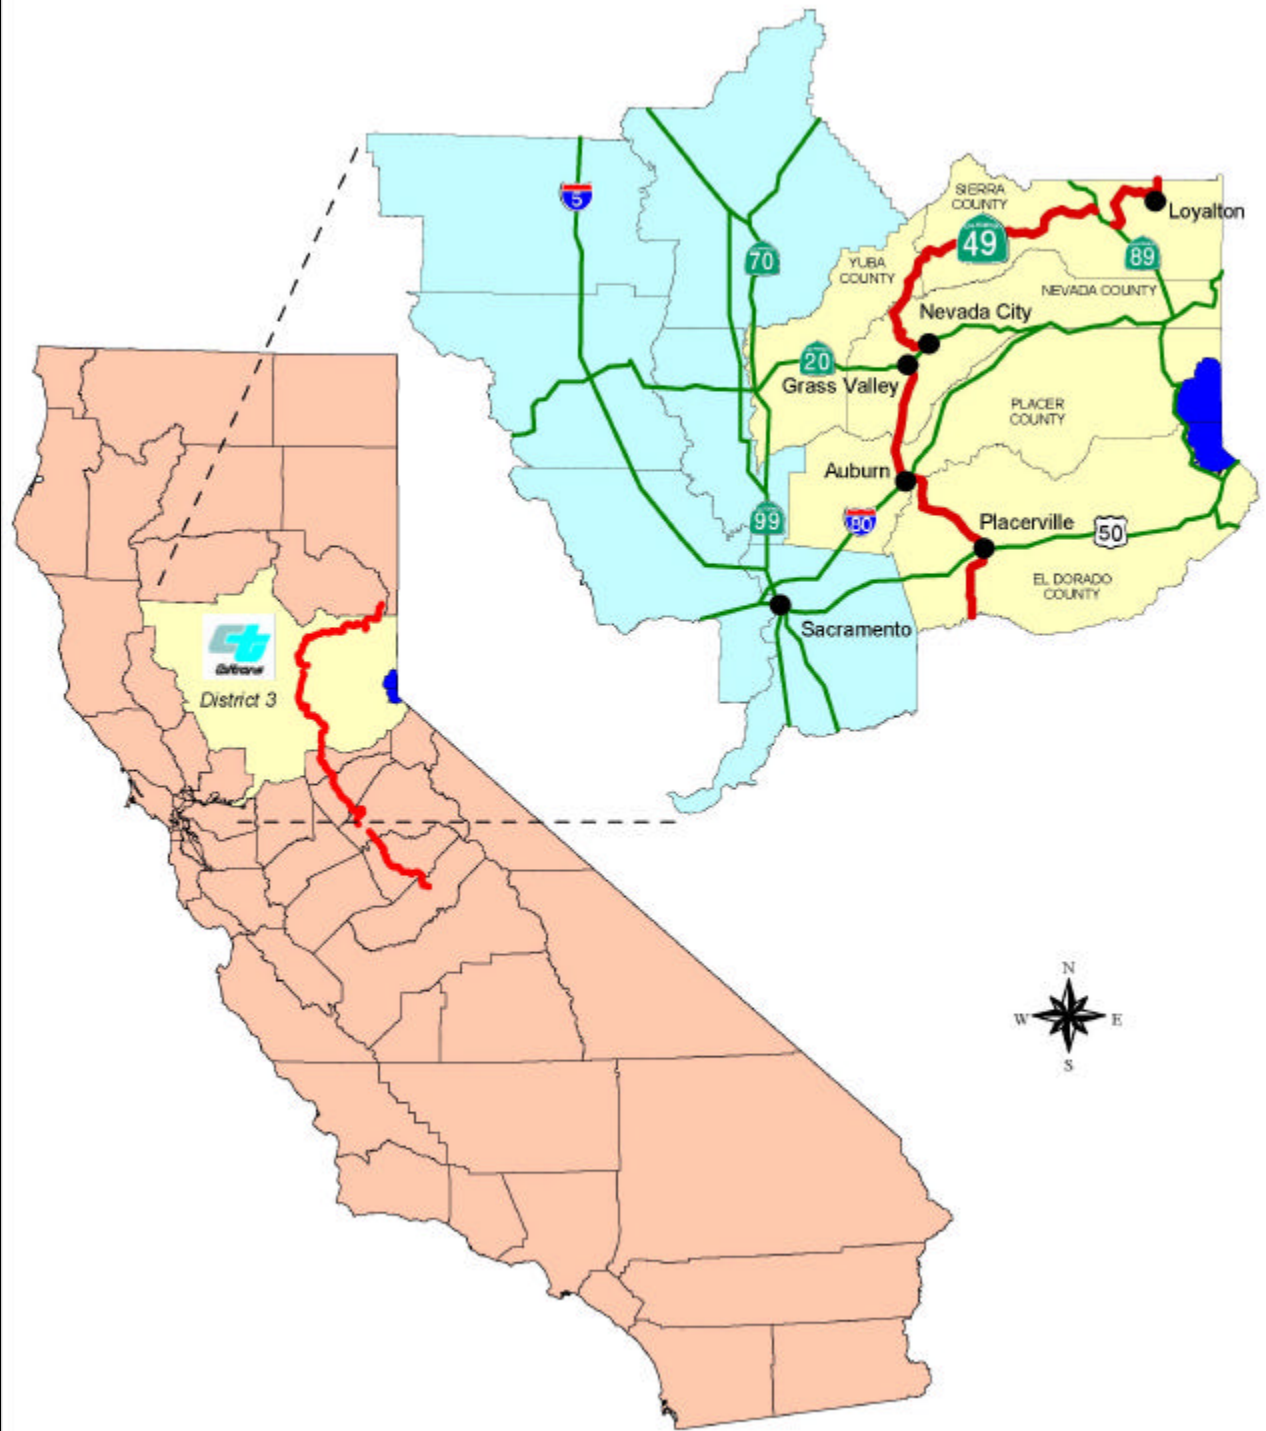 SIERRA
COUNTY
Loyalton
5
49
70
89
YUBA
COUNTY
NEVADA COUNTY
Nevada City
20
Grass Valley
PLACER
COUNTY
Auburn
99
80
Placerville
50
EL DORADO
COUNTY
Sacramento
Ct
Caltrans
District 3
N
W
E
S